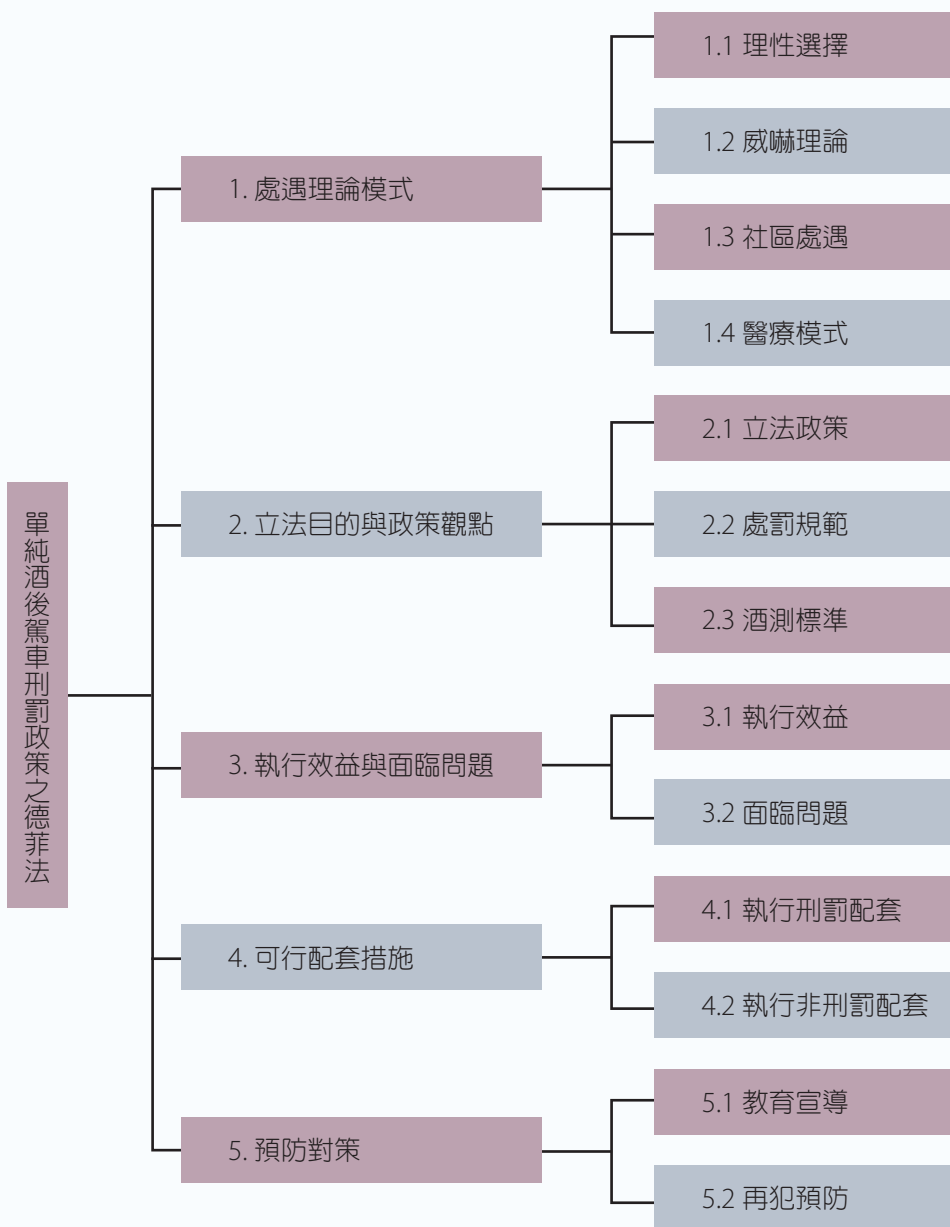 單純酒後駕車刑罰政策之德菲法
1. 處遇理論模式
1.1 理性選擇
1.2 威嚇理論
1.3 社區處遇
1.4 醫療模式
2. 立法目的與政策觀點
2.1 立法政策
2.2 處罰規範
2.3 酒測標準
3. 執行效益與面臨問題
3.1 執行效益
3.2 面臨問題
4. 可行配套措施
4.1 執行刑罰配套
4.2 執行非刑罰配套
5. 預防對策
5.1 教育宣導
5.2 再犯預防